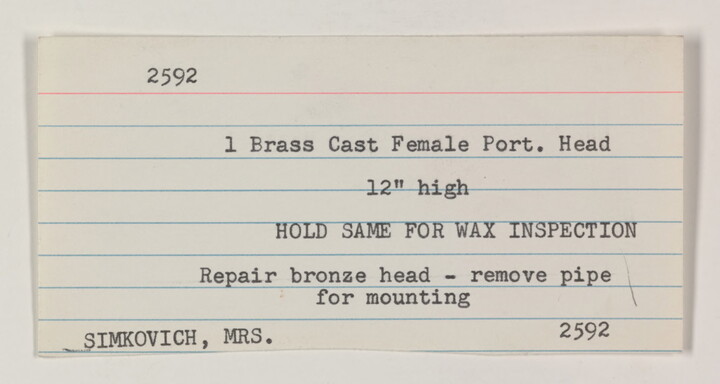 2592
1 Brass Cast Female Port. Head
12" high
HOLD SAME FOR WAX INSPECTION
Repair bronze head - remove pipe
for mounting
SIMKOVICH, MRS.
2592